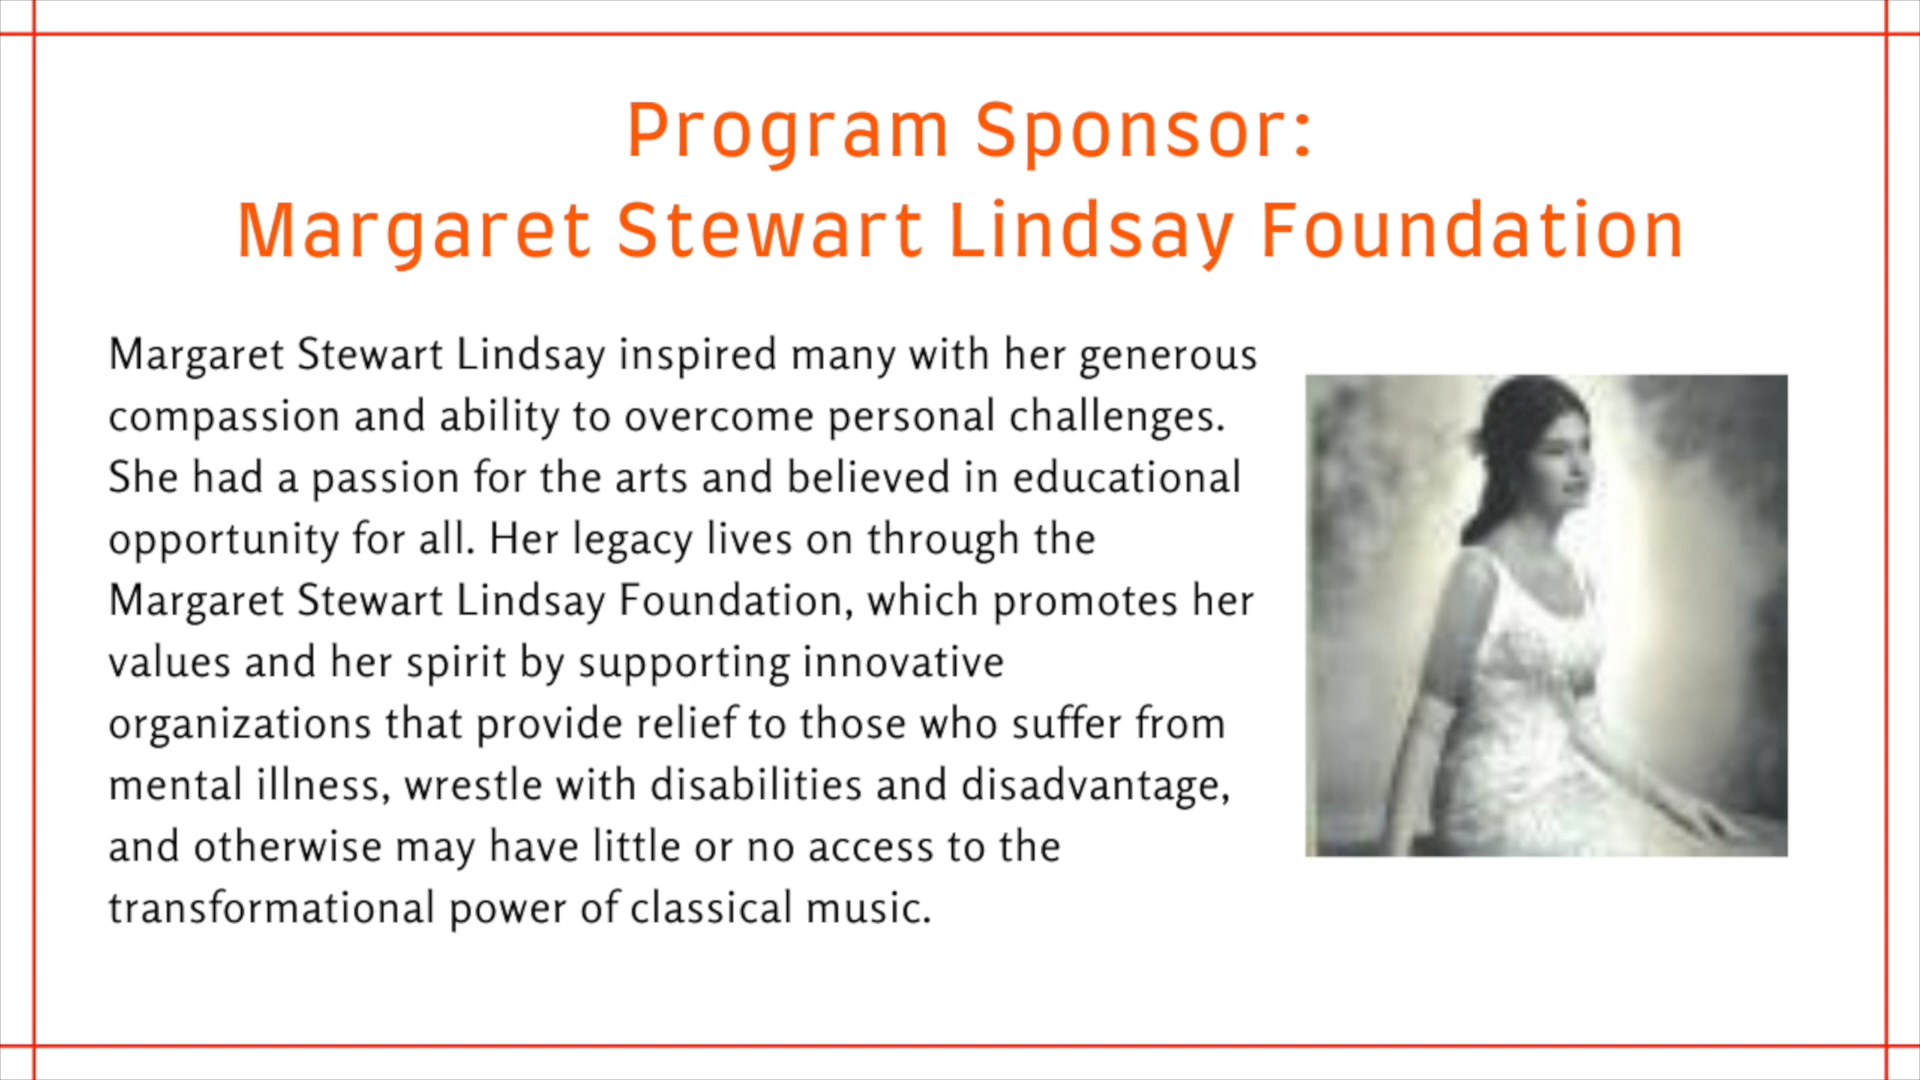 Program Sponsor:
Margaret Stewart Lindsay Foundation
Margaret Stewart Lindsay inspired many with her generous
compassion and ability to overcome personal challenges.
She had a passion for the arts and believed in educational
opportunity for all. Her legacy lives on through the
Margaret Stewart Lindsay Foundation, which promotes her
values and her spirit by supporting innovative
organizations that provide relief to those who suffer from
mental illness, wrestle with disabilities and disadvantage,
and otherwise may have little or no access to the
transformational power of classical music.